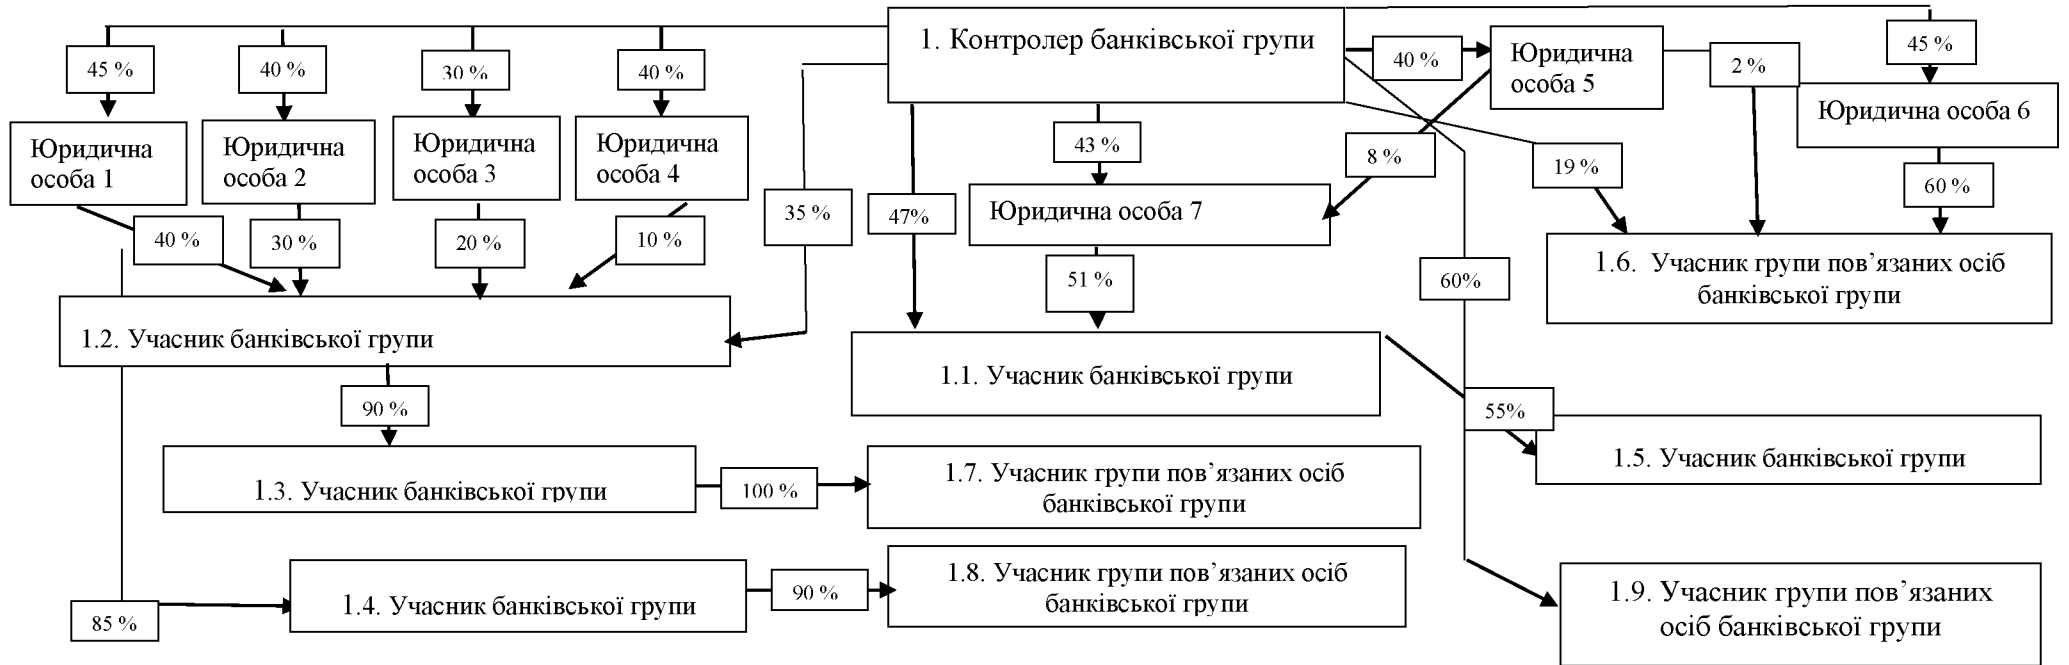 1. Контролер банківської групи
45 %
40 %
30 %
40 %
40 %
Юридична
особа 5
2 %
45 %
Юридична особа 6
Юридична
особа 1
Юридична
особа 2
Юридична
особа 3
Юридична
особа 4
43 %
8 %
19 %
60 %
40 %
30 %
20 %
10 %
35 %
47%
Юридична особа 7
51 %
60%
1.6. Учасник групи пов’язаних осіб
банківської групи
1.2. Учасник банківської групи
1.1. Учасник банківської групи
90 %
55%
1.3. Учасник банківської групи
100 %
1.7. Учасник групи пов’язаних осіб
банківської групи
1.5. Учасник банківської групи
85 %
1.4. Учасник банківської групи
90 %
1.8. Учасник групи пов’язаних осіб
банківської групи
1.9. Учасник групи пов’язаних
осіб банківської групи